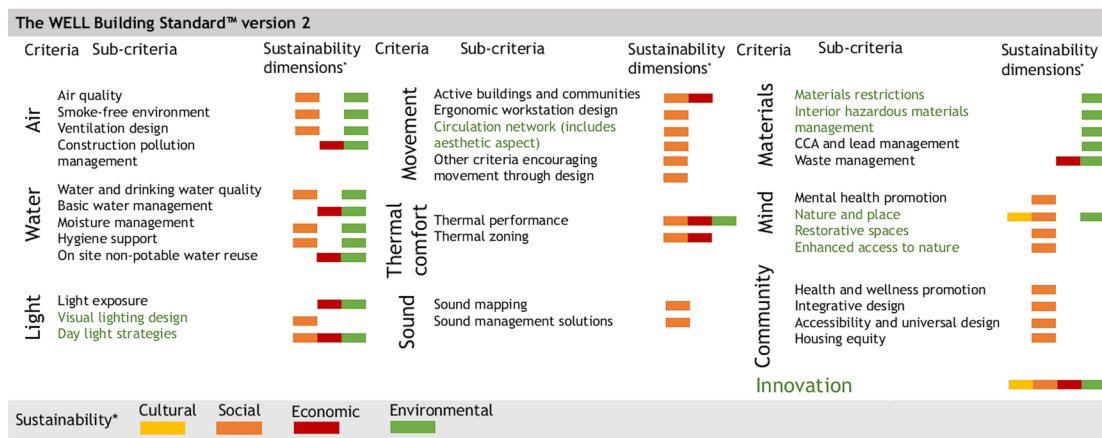 The WELL Building Standard™ version 2
Criteria Sub-criteria Sustainability dimensions*
Air
Air quality
Smoke-free environment
Ventilation design
Construction pollution
management
Water
Water and drinking water quality
Basic water management
Moisture management
Hygiene support
On site non-potable water reuse
Light
Light exposure
Visual lighting design
Day light strategies
Criteria Sub-criteria Sustainability dimensions*
Movement
Active buildings and communities
Ergonomic workstation design
Circulation network (includes
aesthetic aspect)
Other criteria encouraging
movement through design
Thermal
comfort
Thermal performance
Thermal zoning
Sound
Sound mapping
Sound management solutions
Criteria Sub-criteria Sustainability dimensions*
Materials
Materials restrictions
Interior hazardous materials
management
CCA and lead management
Waste management
Mind
Mental health promotion
Nature and place
Restorative spaces
Enhanced access to nature
Community
Health and wellness promotion
Integrative design
Accessibility and universal design
Housing equity
Innovation
Sustainability* Cultural Social Economic Environmental